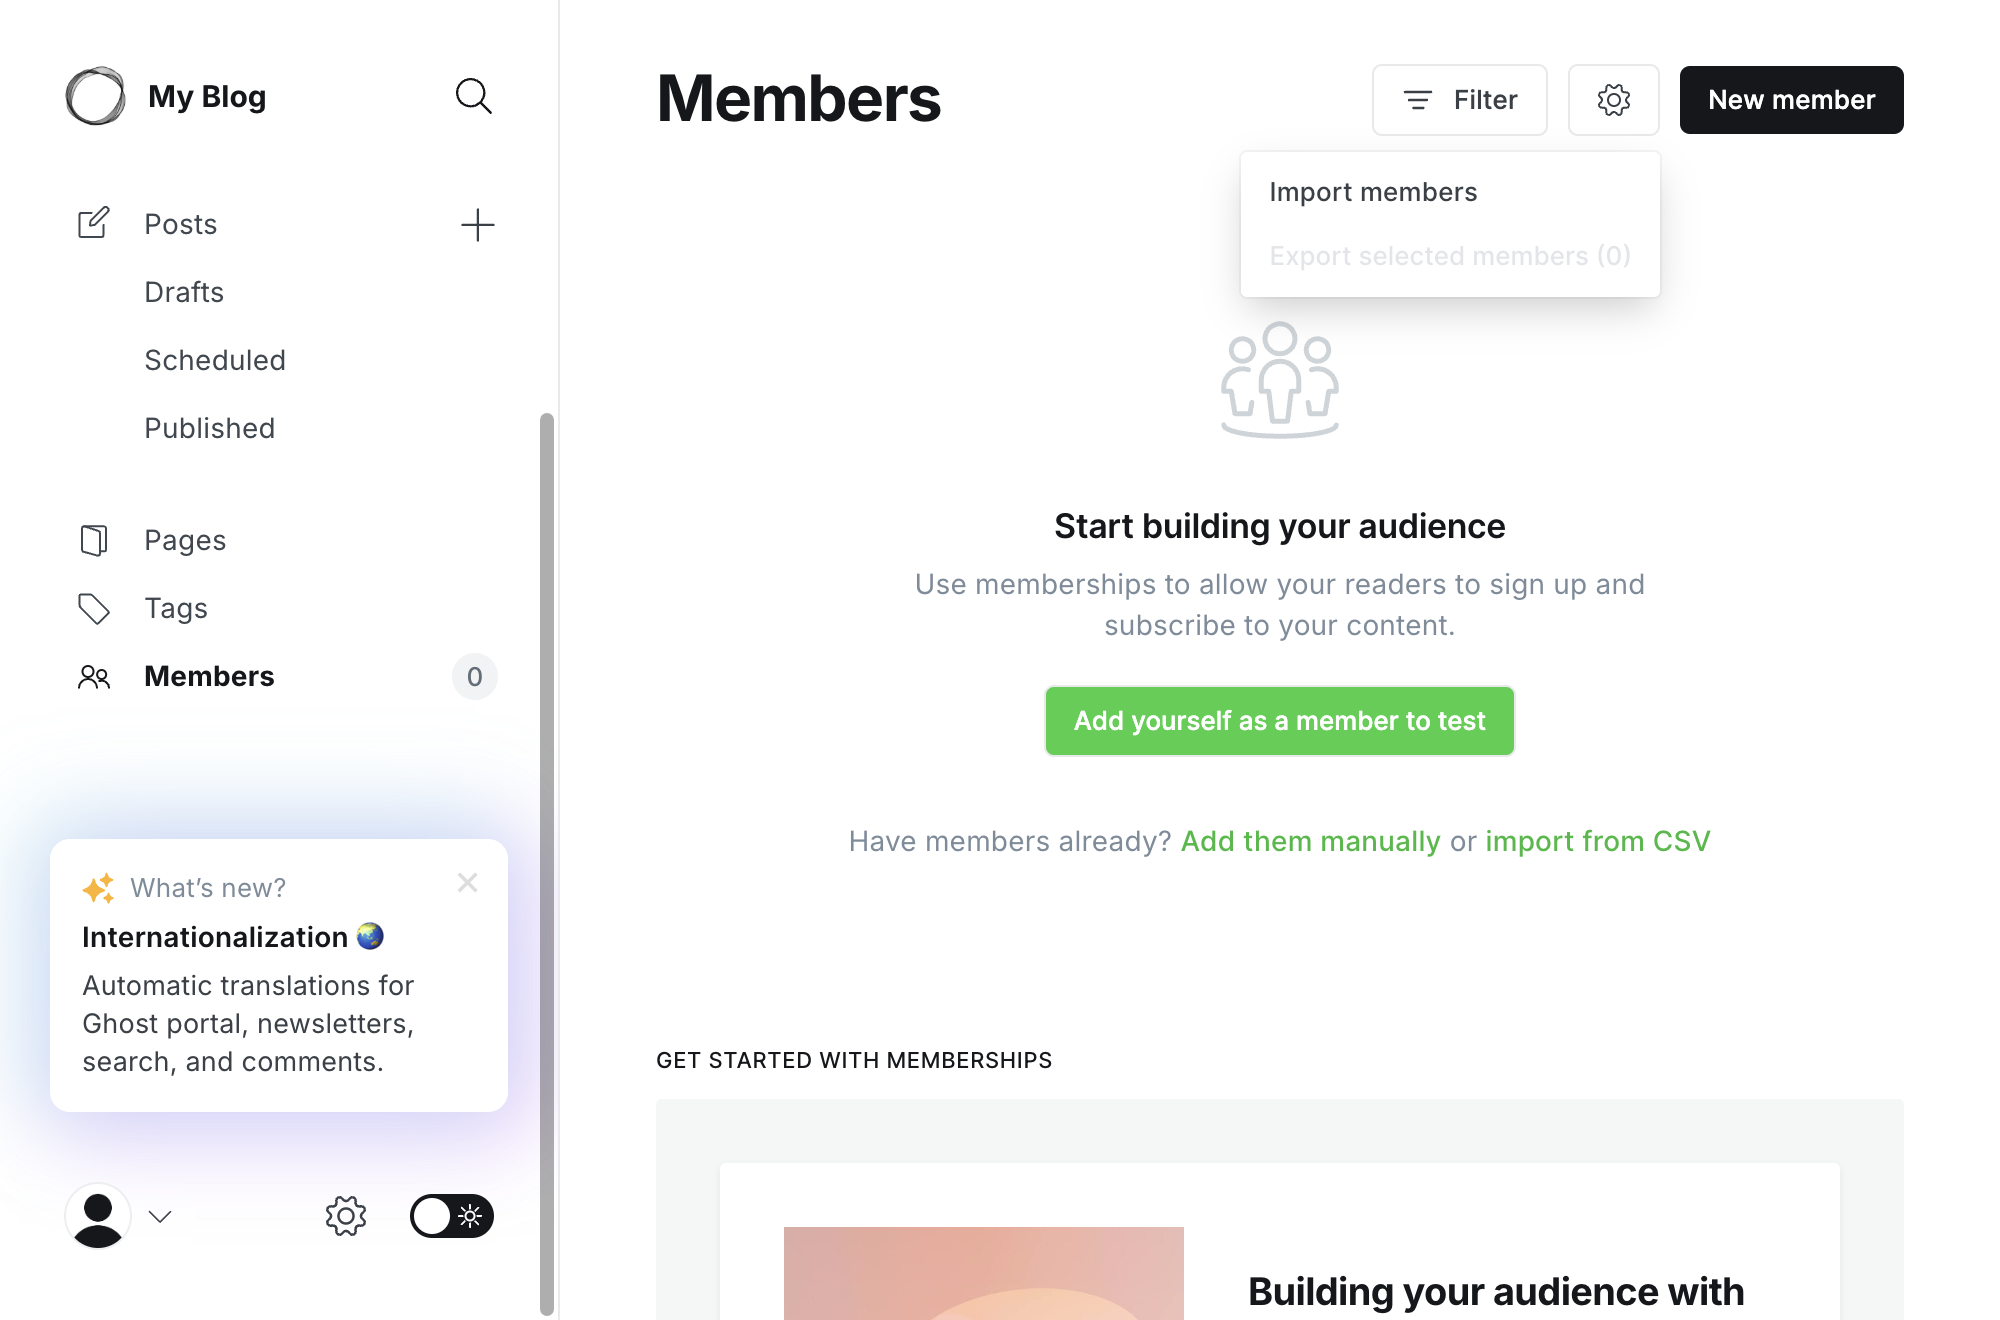 My Blog
Posts
Drafts
Scheduled
Published
Pages
Tags
Members
0
What’s new?
Internationalization 🌏
Automatic translations for
Ghost portal, newsletters,
search, and comments.
Members
Filter
New member
Import members
Export selected members (0)
Start building your audience
Use memberships to allow your readers to sign up and
subscribe to your content.
Add yourself as a member to test
Have members already? Add them manually or import from CSV
GET STARTED WITH MEMBERSHIPS
Building your audience with